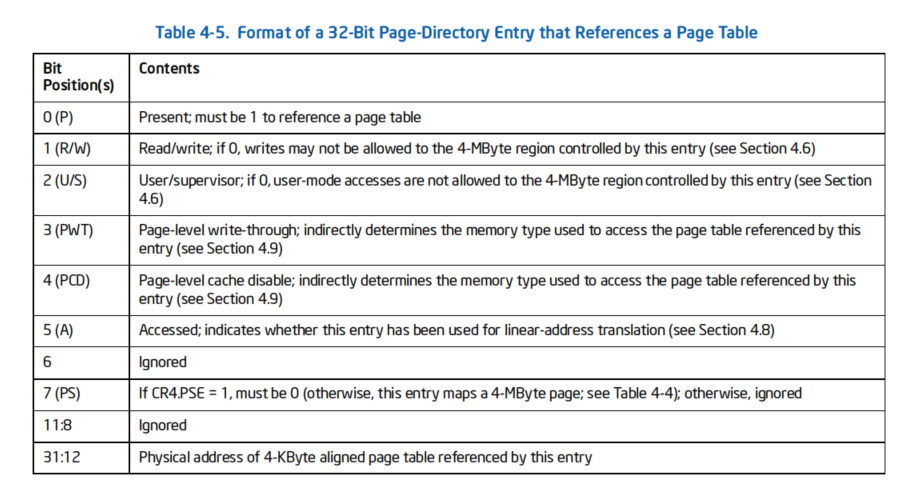 Table 4-5. Format of a 32-Bit Page-Directory Entry that References a Page Table
Bit Position(s) Contents
0 (P) Present; must be 1 to reference a page table
1 (R/W) Read/write; if 0, writes may not be allowed to the 4-MByte region controlled by this entry (see Section 4.6)
2 (U/S) User/supervisor; if 0, user-mode accesses are not allowed to the 4-MByte region controlled by this entry (see Section
4.6)
3 (PWT) Page-level write-through; indirectly determines the memory type used to access the page table referenced by this
entry (see Section 4.9)
4 (PCD) Page-level cache disable; indirectly determines the memory type used to access the page table referenced by this
entry (see Section 4.9)
5 (A) Accessed; indicates whether this entry has been used for linear-address translation (see Section 4.8)
6 Ignored
7 (PS) If CR4.PSE = 1, must be 0 (otherwise, this entry maps a 4-MByte page; see Table 4-4); otherwise, ignored
11:8 Ignored
31:12 Physical address of 4-KByte aligned page table referenced by this entry